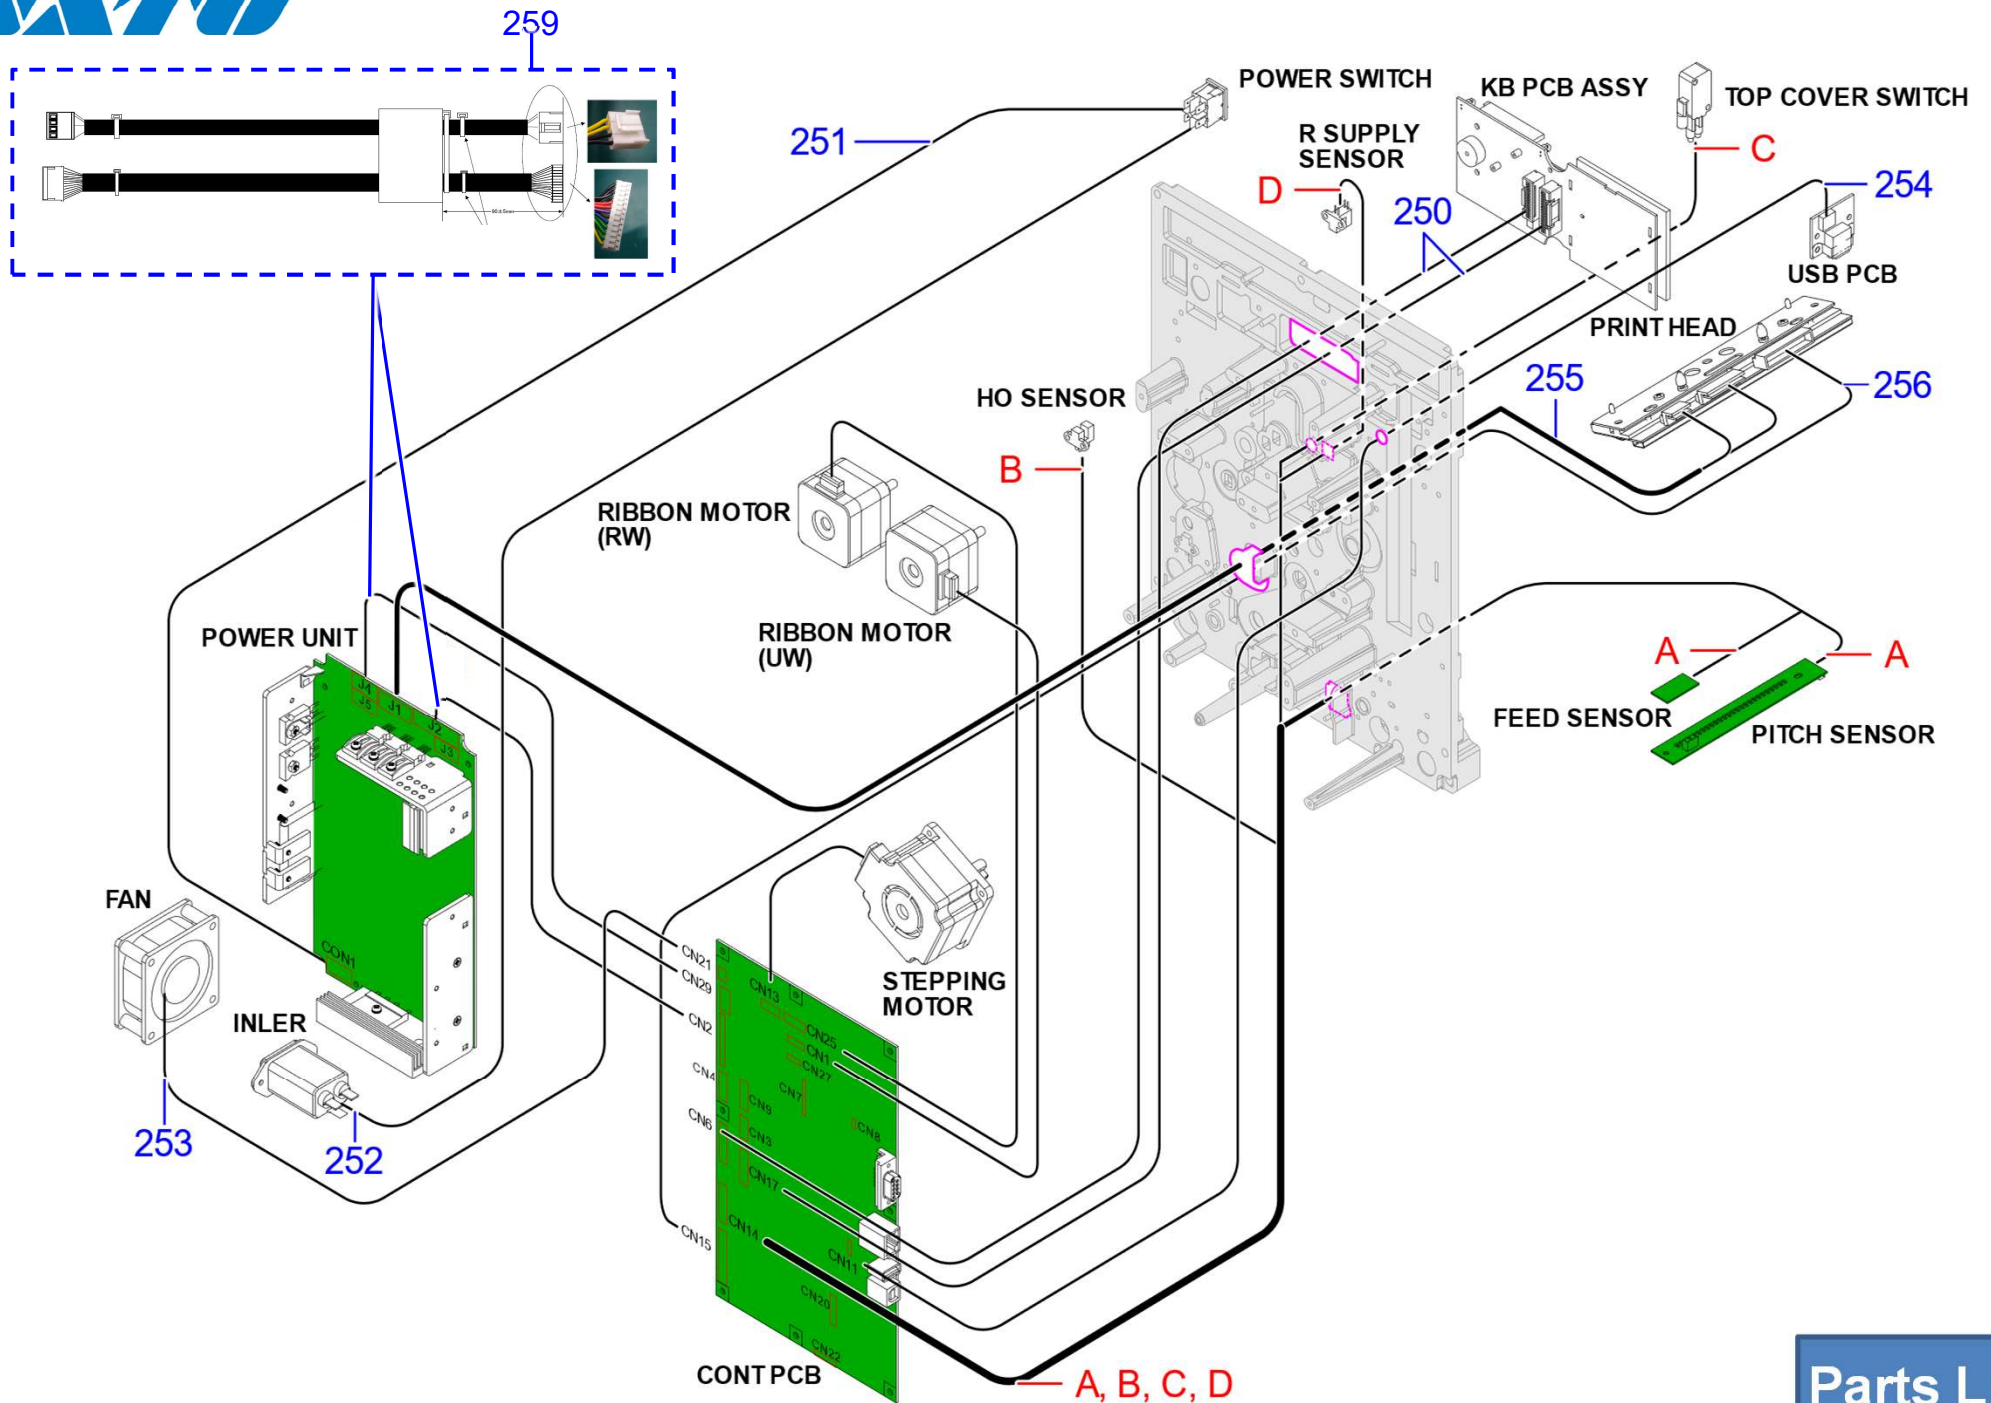 259
90±5mm
POWER SWITCH
KB PCB ASSY
TOP COVER SWITCH
251
R SUPPLY
SENSOR
C
D
254
250
USB PCB
PRINT HEAD
255
256
HO SENSOR
B
RIBBON MOTOR
(RW)
RIBBON MOTOR
(UW)
POWER UNIT
J4
J5
J1
J2
J3
A
A
FEED SENSOR
PITCH SENSOR
FAN
CON1
INLER
253
252
STEPPING
MOTOR
CN21
CN29
CN2
CN4
CN6
CN15
CN13
CN25
CN1
CN27
CN7
CN9
CN8
CN3
CN17
CN14
CN11
CN20
CN22
CONT PCB
A, B, C, D
Parts L